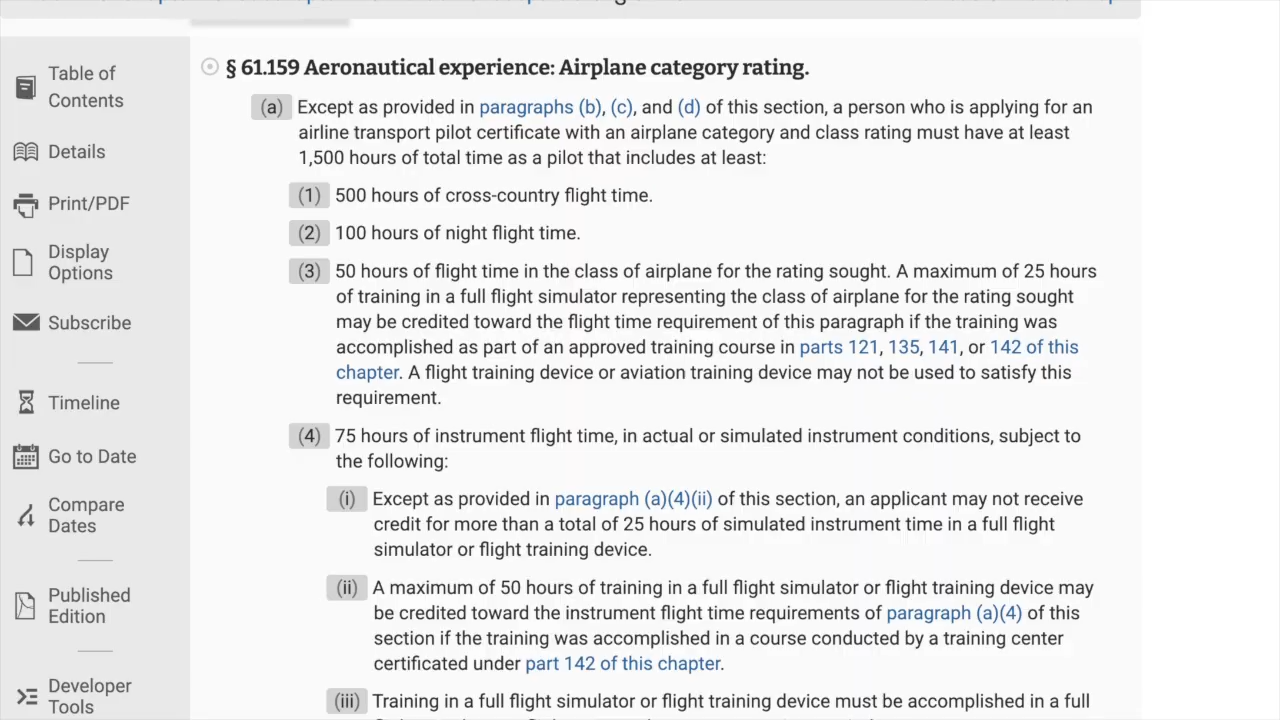 Table of
Contents
Details
Print/PDF
Display
Options
Subscribe
Timeline
Go to Date
Compare
Dates
Published
Edition
Developer
Tools
§ 61.159 Aeronautical experience: Airplane category rating.
(a) Except as provided in paragraphs (b), (c), and (d) of this section, a person who is applying for an
airline transport pilot certificate with an airplane category and class rating must have at least
1,500 hours of total time as a pilot that includes at least:
(1) 500 hours of cross-country flight time.
(2) 100 hours of night flight time.
(3) 50 hours of flight time in the class of airplane for the rating sought. A maximum of 25 hours
of training in a full flight simulator representing the class of airplane for the rating sought
may be credited toward the flight time requirement of this paragraph if the training was
accomplished as part of an approved training course in parts 121, 135, 141, or 142 of this
chapter. A flight training device or aviation training device may not be used to satisfy this
requirement.
(4) 75 hours of instrument flight time, in actual or simulated instrument conditions, subject to
the following:
(i) Except as provided in paragraph (a)(4)(ii) of this section, an applicant may not receive
credit for more than a total of 25 hours of simulated instrument time in a full flight
simulator or flight training device.
(ii) A maximum of 50 hours of training in a full flight simulator or flight training device may
be credited toward the instrument flight time requirements of paragraph (a)(4) of this
section if the training was accomplished in a course conducted by a training center
certificated under part 142 of this chapter.
(iii) Training in a full flight simulator or flight training device must be accomplished in a full